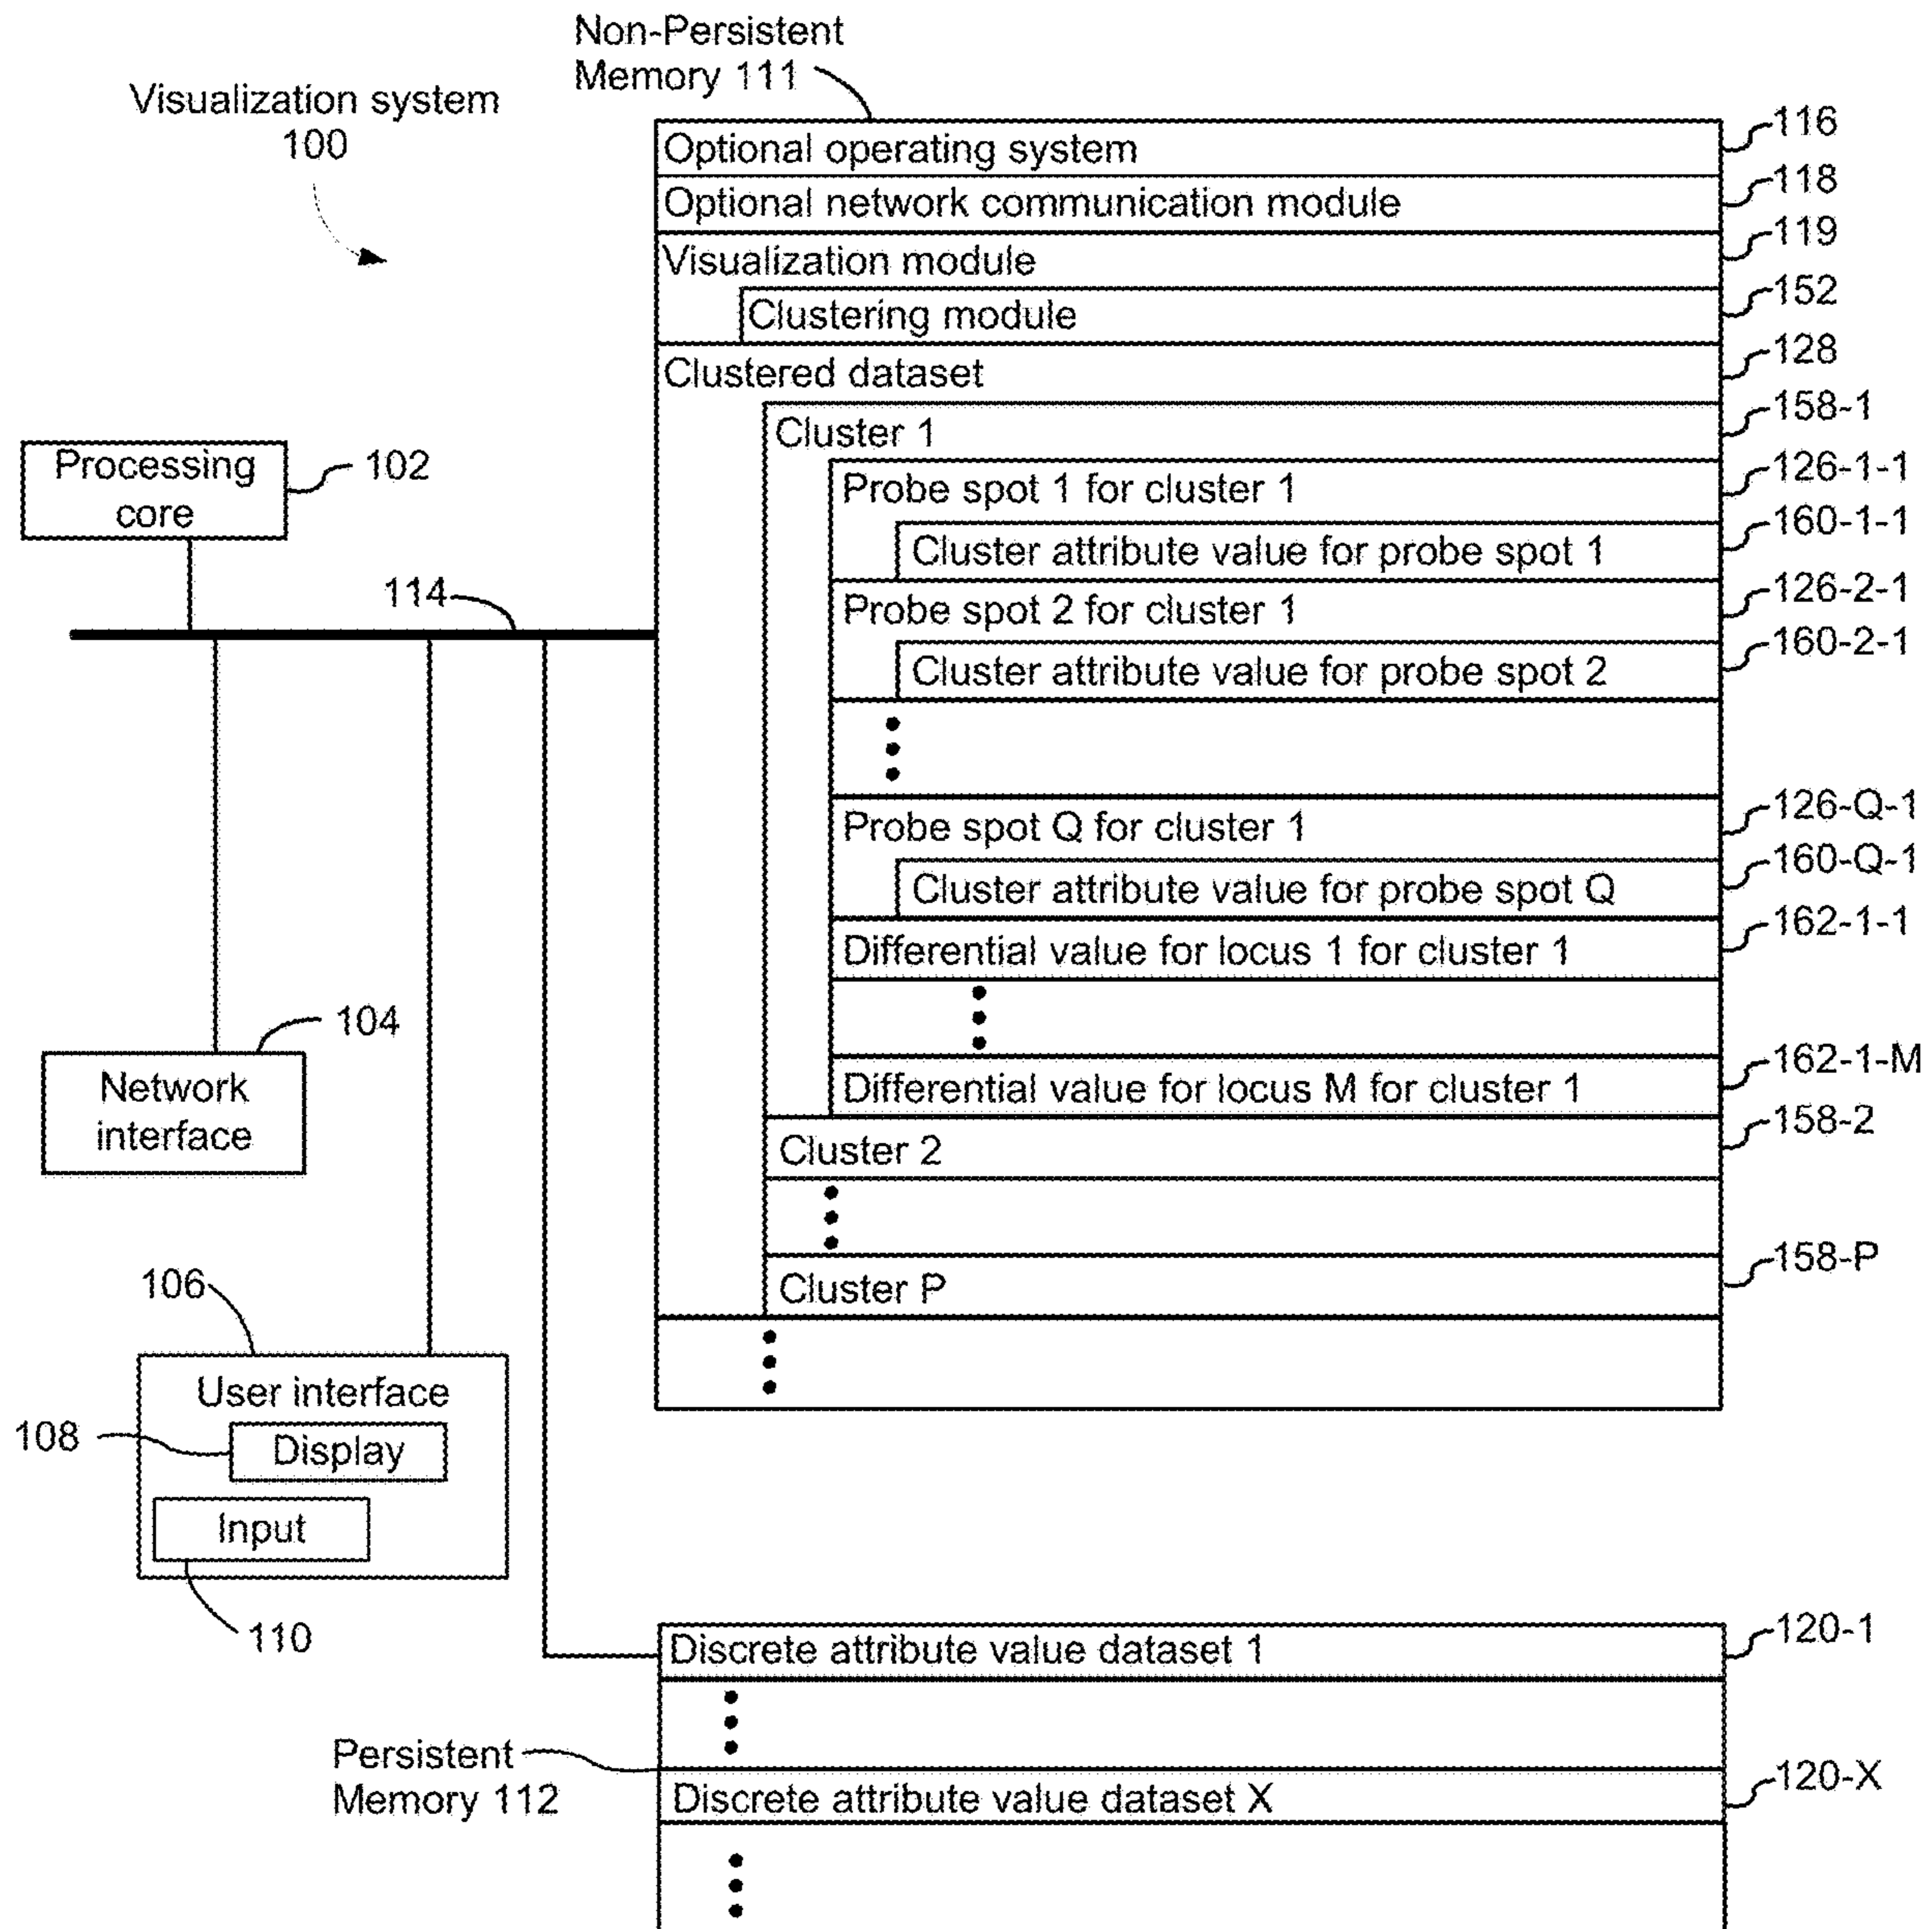 Non-Persistent
Memory 111
Visualization system
100
Optional operating system
116
Optional network communication module
118
Visualization module
119
Clustering module
152
Clustered dataset
128
Cluster 1
158-1
Processing
core
102
Probe spot 1 for cluster 1
126-1-1
Cluster attribute value for probe spot 1
160-1-1
114
Probe spot 2 for cluster 1
126-2-1
Cluster attribute value for probe spot 2
160-2-1
Probe spot Q for cluster 1
126-Q-1
Cluster attribute value for probe spot Q
160-Q-1
Differential value for locus 1 for cluster 1
162-1-1
104
Network
interface
Differential value for locus M for cluster 1
162-1-M
Cluster 2
158-2
Cluster P
158-P
106
User interface
108
Display
Input
110
Discrete attribute value dataset 1
120-1
Persistent
Memory 112
Discrete attribute value dataset X
120-X